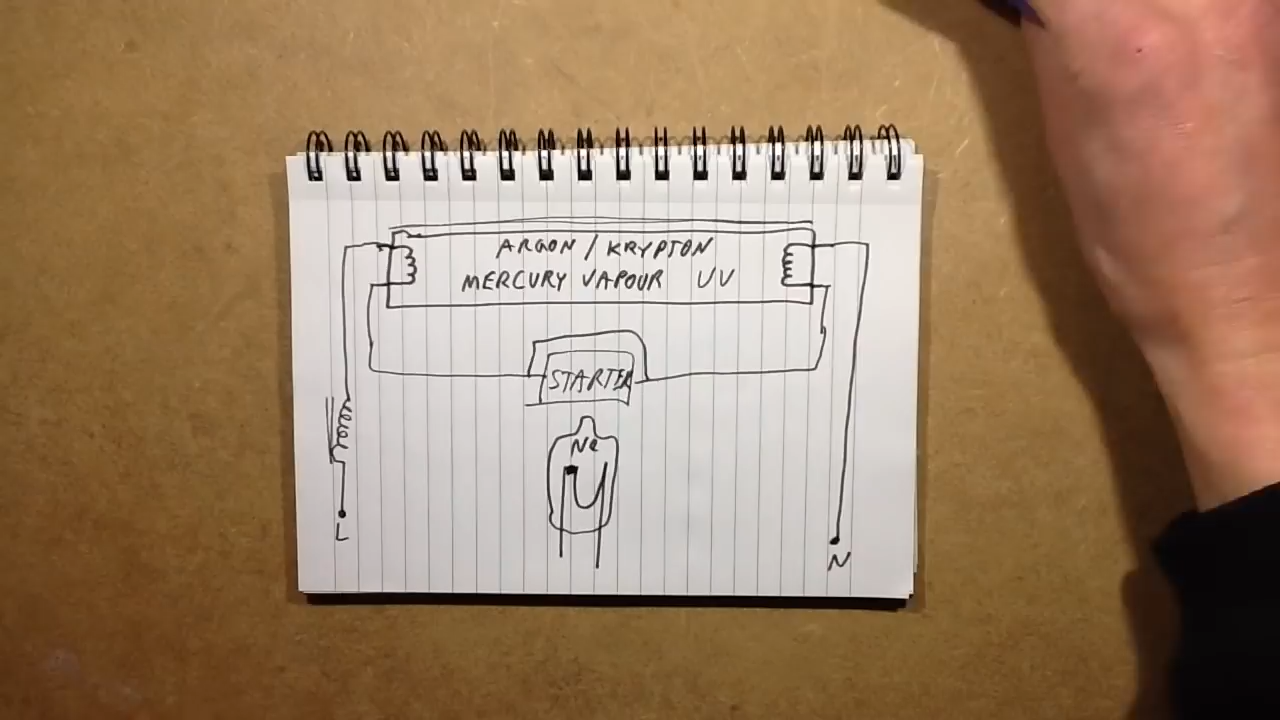 ARGON / KRYPTON
MERCURY VAPOUR UV
STARTER
Ne
L
N